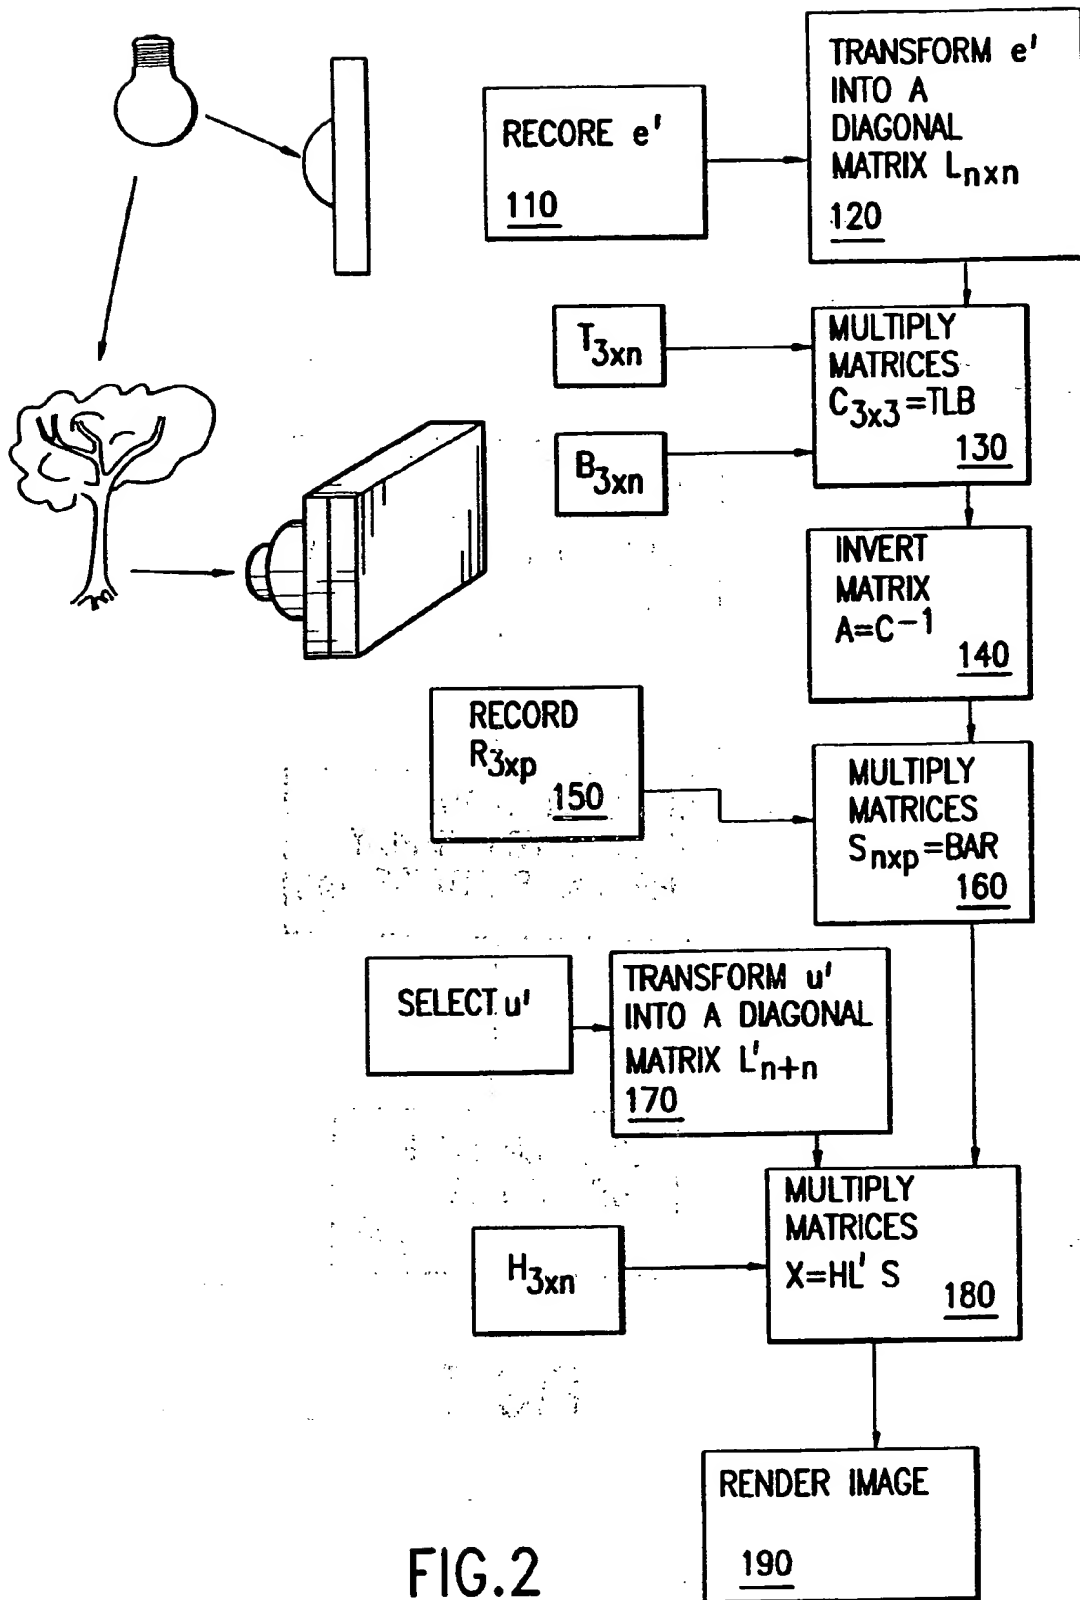 RECORE e'
110
TRANSFORM e'
INTO A
DIAGONAL
MATRIX Lnxn
120
T3xn
B3xn
MULTIPLY
MATRICES
C3x3=TLB
130
INVERT
MATRIX
A=C-1
140
RECORD
R3xp
150
MULTIPLY
MATRICES
Snxp=BAR
160
SELECT u'
TRANSFORM u'
INTO A DIAGONAL
MATRIX L'n+n
170
H3xn
MULTIPLY
MATRICES
X=HL' S
180
RENDER IMAGE
190
FIG.2